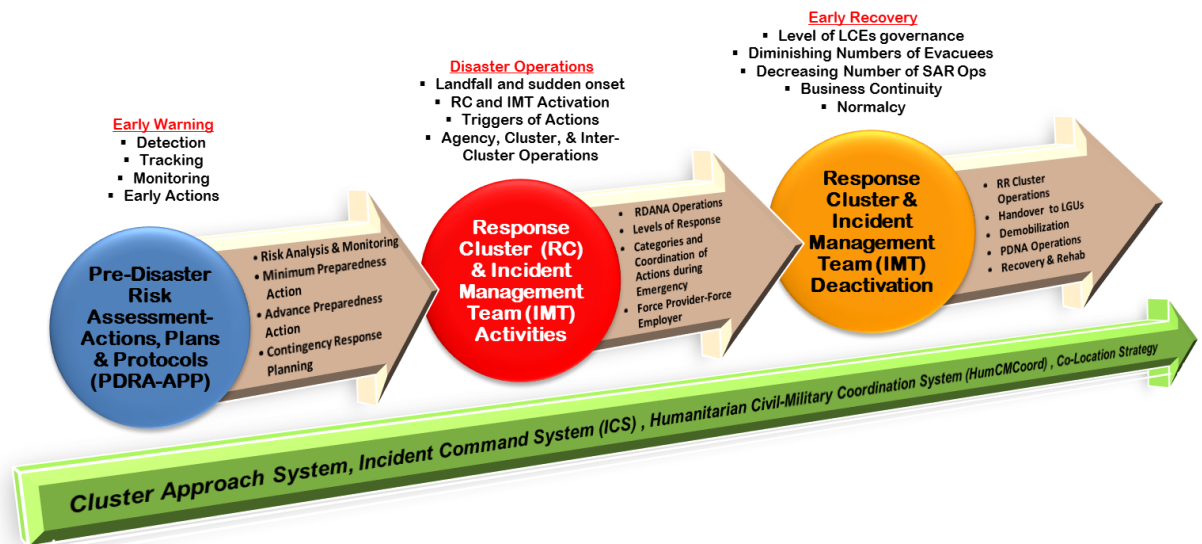 Early Warning
▪ Detection
▪ Tracking
▪ Monitoring
▪ Early Actions
Pre-Disaster
Risk
Assessment-
Actions, Plans
& Protocols
(PDRA-APP)
• Risk Analysis & Monitoring
• Minimum Preparedness
Action
• Advance Preparedness
Action
• Contingency Response
Planning
Disaster Operations
▪ Landfall and sudden onset
▪ RC and IMT Activation
▪ Triggers of Actions
▪ Agency, Cluster, & Inter-
Cluster Operations
Response
Cluster (RC)
& Incident
Management
Team (IMT)
Activities
• RDANA Operations
• Levels of Response
• Categories and
Coordination of
Actions during
Emergency
• Force Provider-Force
Employer
Early Recovery
▪ Level of LCEs governance
▪ Diminishing Numbers of Evacuees
▪ Decreasing Number of SAR Ops
▪ Business Continuity
▪ Normalcy
Response
Cluster &
Incident
Management
Team (IMT)
Deactivation
• RR Cluster
Operations
• Handover to LGUs
• Demobilization
• PDNA Operations
• Recovery & Rehab
Cluster Approach System, Incident Command System (ICS) , Humanitarian Civil-Military Coordination System (HumCMCoord) , Co-Location Strategy